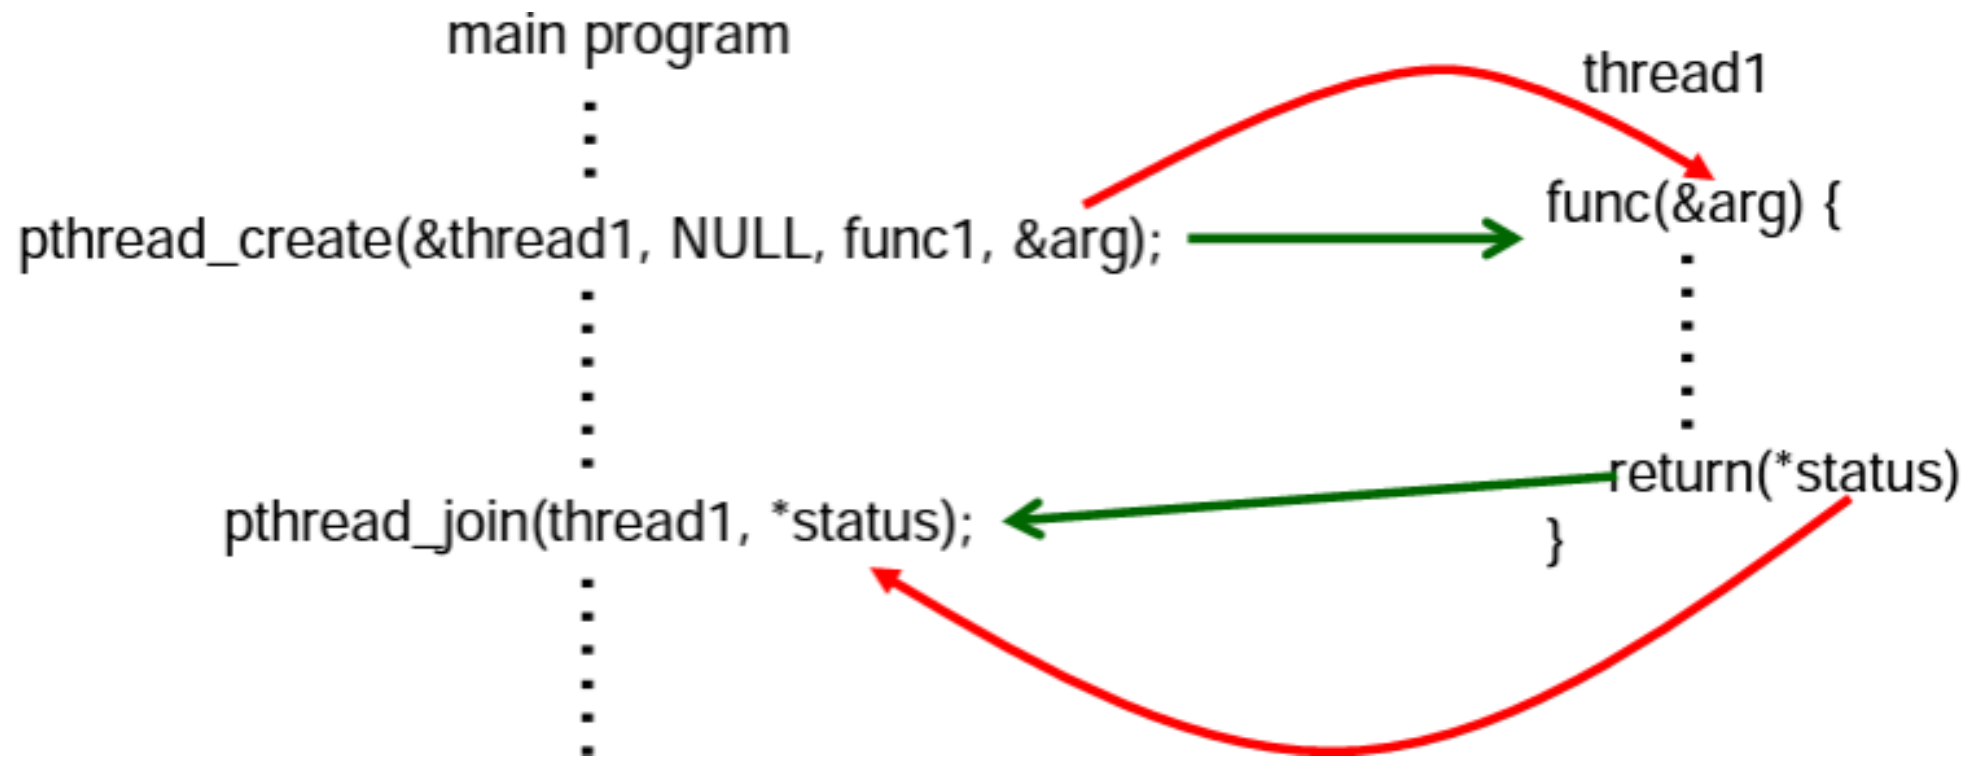 main program
thread1
pthread_create(&thread1, NULL, func1, &arg);
func(&arg) {
return(*status)
pthread_join(thread1, *status);
}